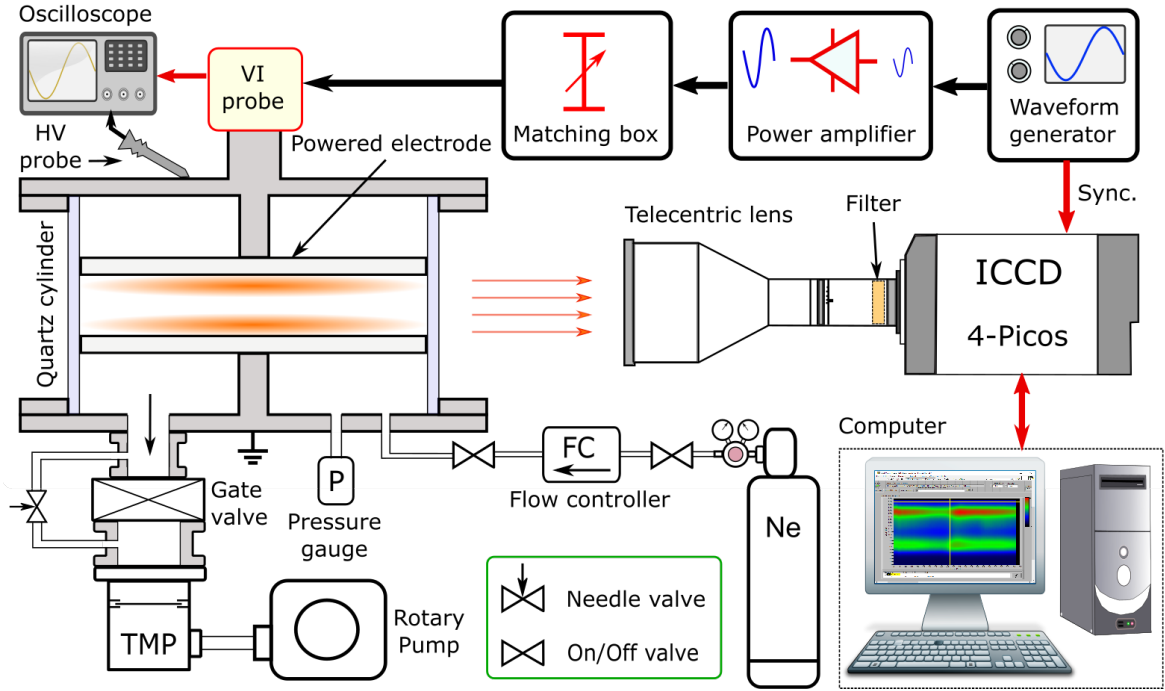 Oscilloscope
VI
probe
HV
probe
Powered electrode
Matching box
Power amplifier
Waveform
generator
Sync.
Telecentric lens
Filter
ICCD
4-Picos
Quartz cylinder
Computer
FC
Flow controller
P
Pressure
gauge
Gate
valve
Ne
TMP
Rotary
Pump
Needle valve
On/Off valve